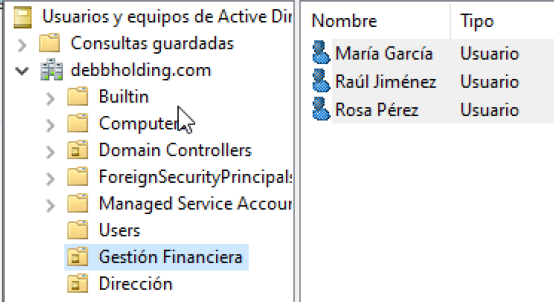 Usuarios y equipos de Active Dir
Consultas guardadas
debbholding.com
Builtin
Computer
Domain Controllers
ForeignSecurityPrincipals
Managed Service Accour
Users
Gestión Financiera
Dirección
Nombre Tipo
María García Usuario
Raúl Jiménez Usuario
Rosa Pérez Usuario